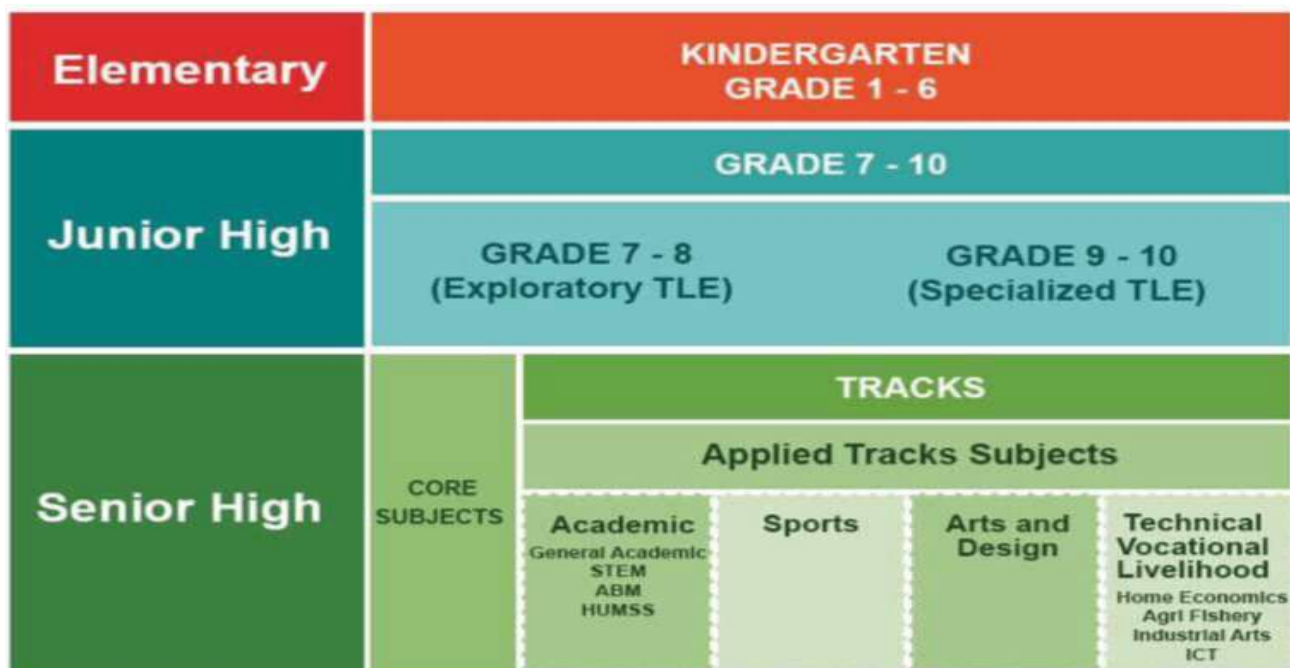 Elementary
KINDERGARTEN
GRADE 1 - 6
Junior High
GRADE 7 - 10
GRADE 7 - 8
(Exploratory TLE)
GRADE 9 - 10
(Specialized TLE)
Senior High
CORE
SUBJECTS
TRACKS
Applied Tracks Subjects
Academic
General Academic
STEM
ABM
HUMSS
Sports
Arts and
Design
Technical
Vocational
Livelihood
Home Economics
Agri Fishery
Industrial Arts
ICT